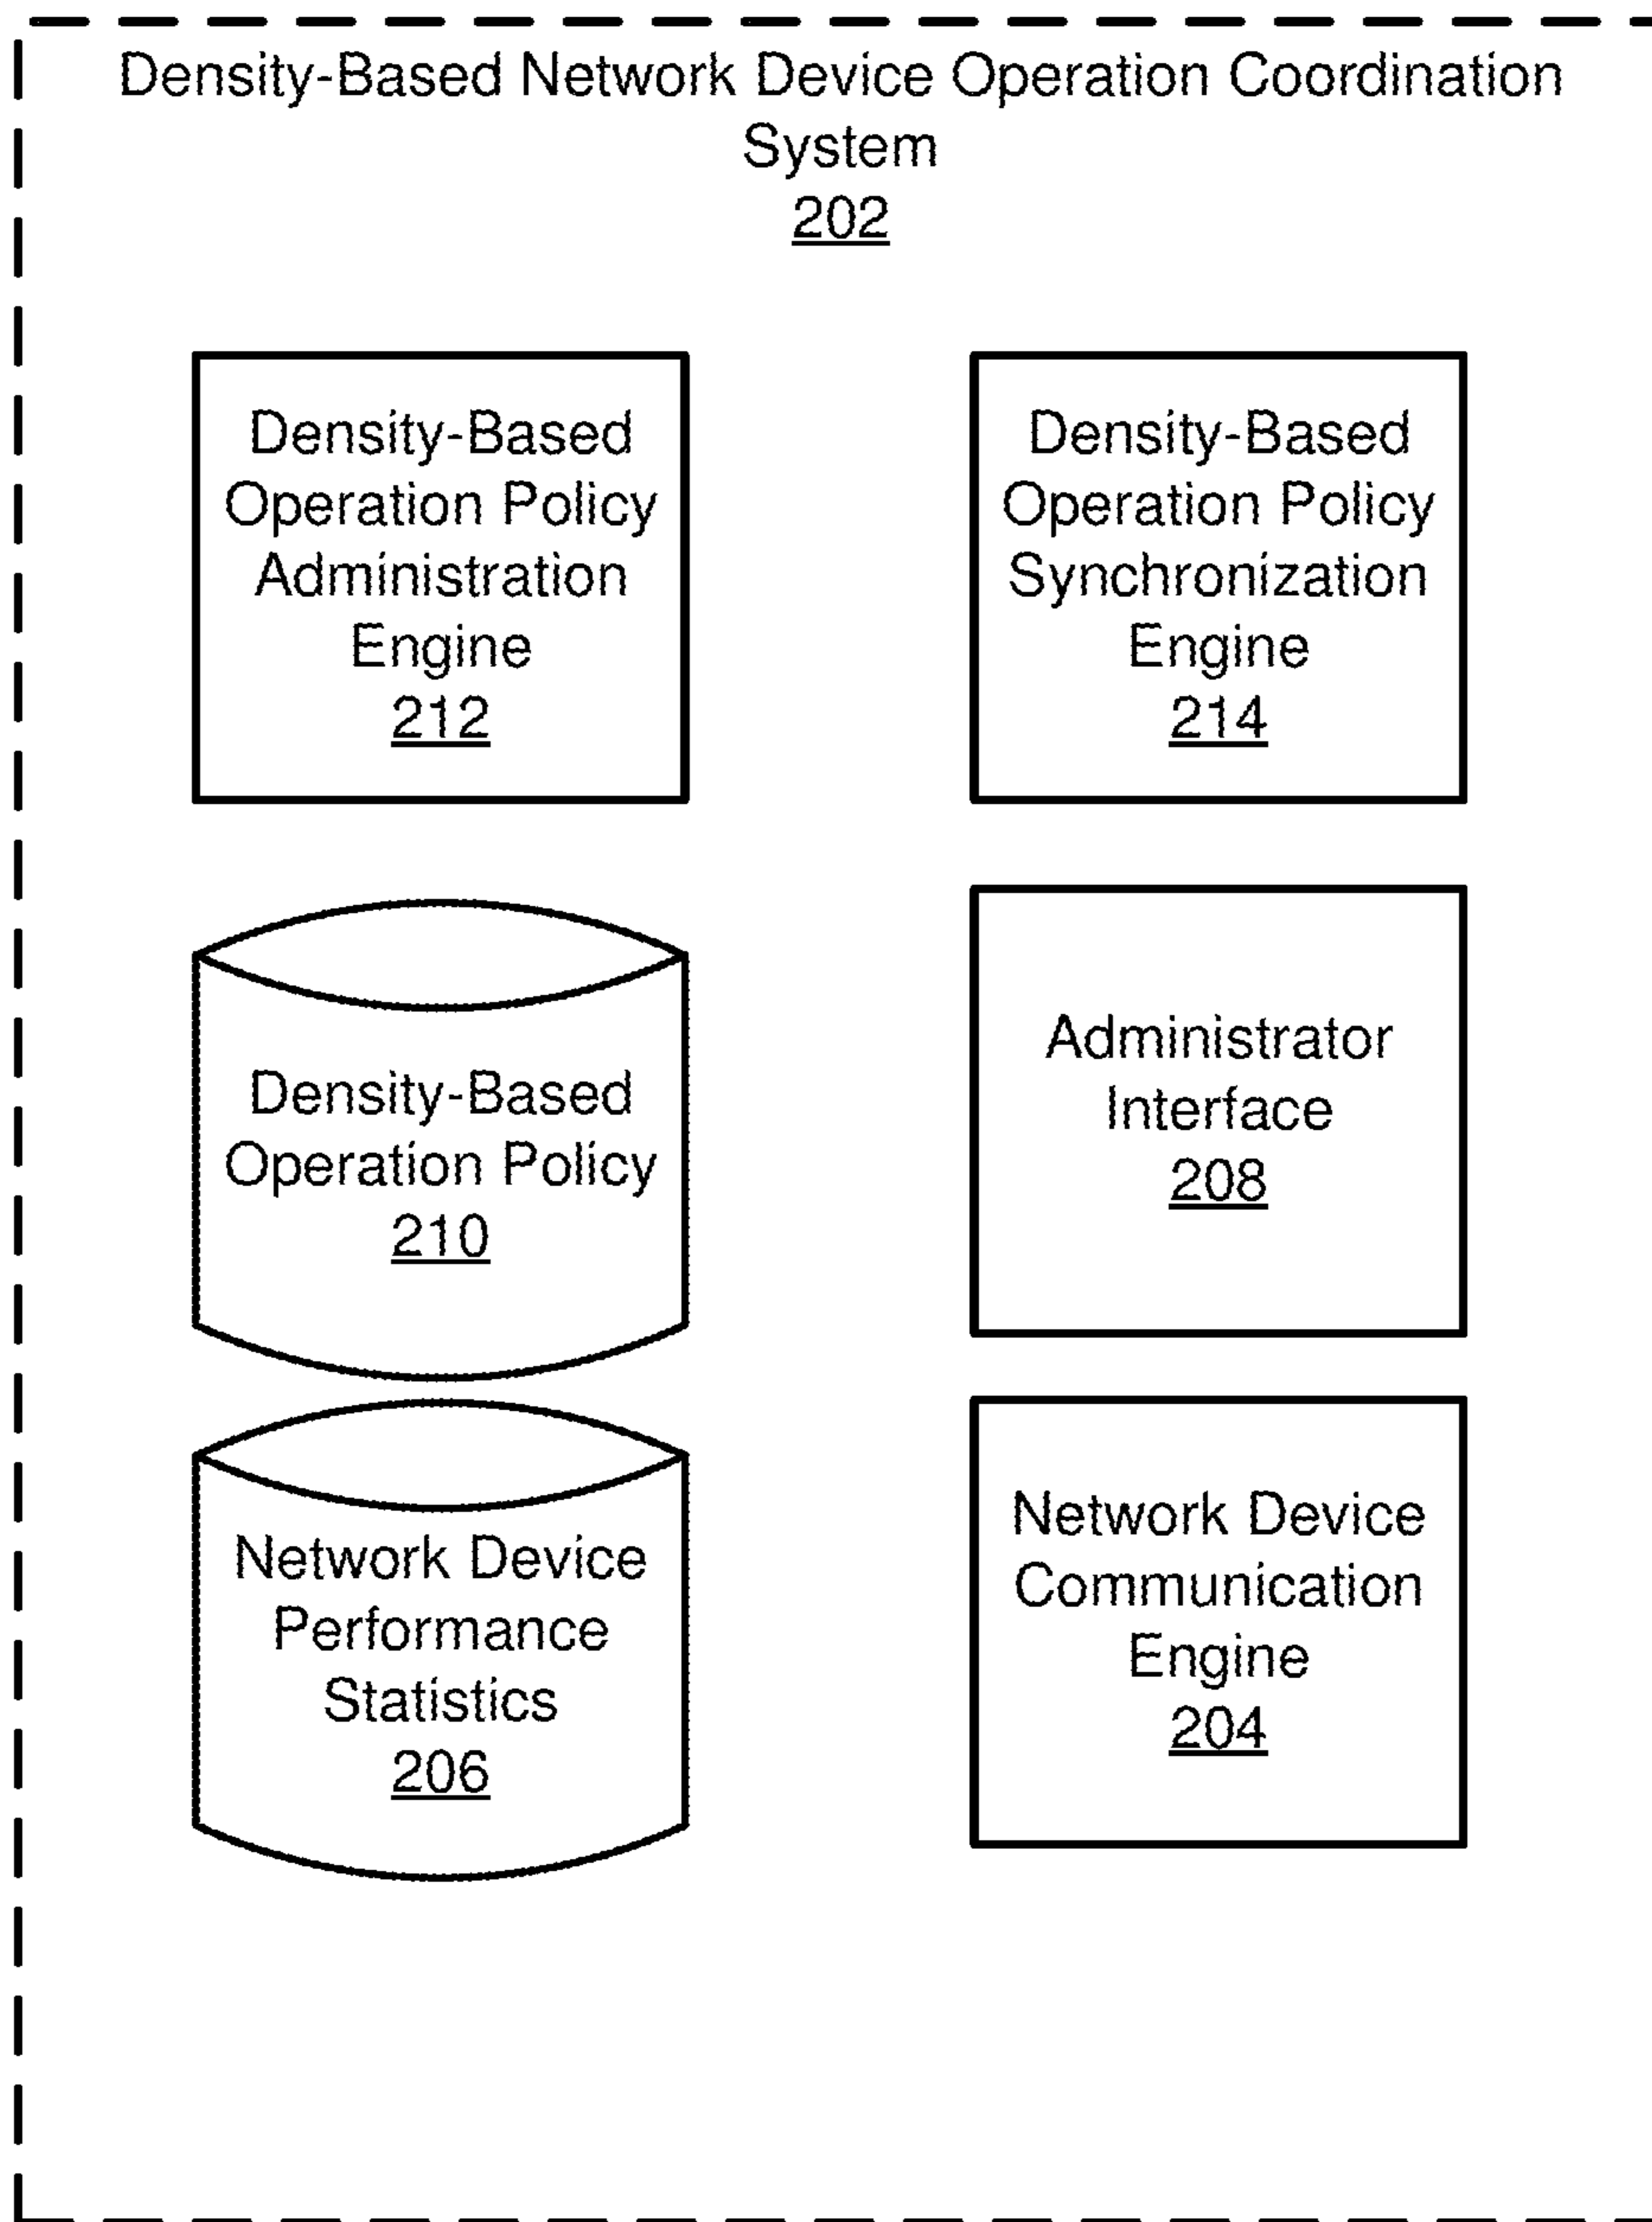 Density-Based Network Device Operation Coordination
System
202
Density-Based
Operation Policy
Administration
Engine
212
Density-Based
Operation Policy
Synchronization
Engine
214
Density-Based
Operation Policy
210
Administrator
Interface
208
Network Device
Performance
Statistics
206
Network Device
Communication
Engine
204